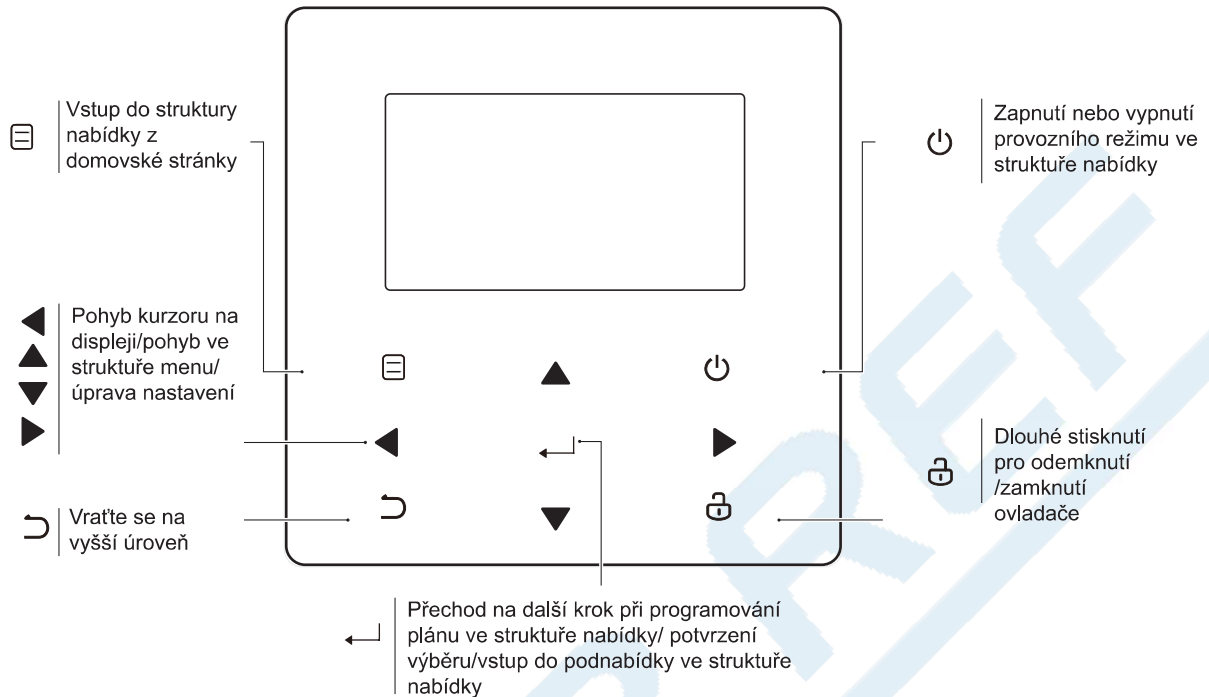 Vstup do struktury
nabídky z
domovské stránky
Zapnutí nebo vypnutí
provozního režimu ve
struktuře nabídky
Pohyb kurzoru na
displeji/pohyb ve
struktuře menu/
úprava nastavení
Dlouhé stisknutí
pro odemknutí
/zamknutí
ovladače
Vraťte se na
vyšší úroveň
Přechod na další krok při programování
plánu ve struktuře nabídky/ potvrzení
výběru/vstup do podnabídky ve struktuře
nabídky
R REF